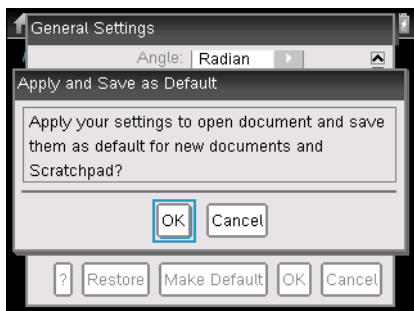 General Settings
Angle: Radian
Apply and Save as Default
Apply your settings to open document and save
them as default for new documents and
Scratchpad?
OK Cancel
? Restore Make Default OK Cancel